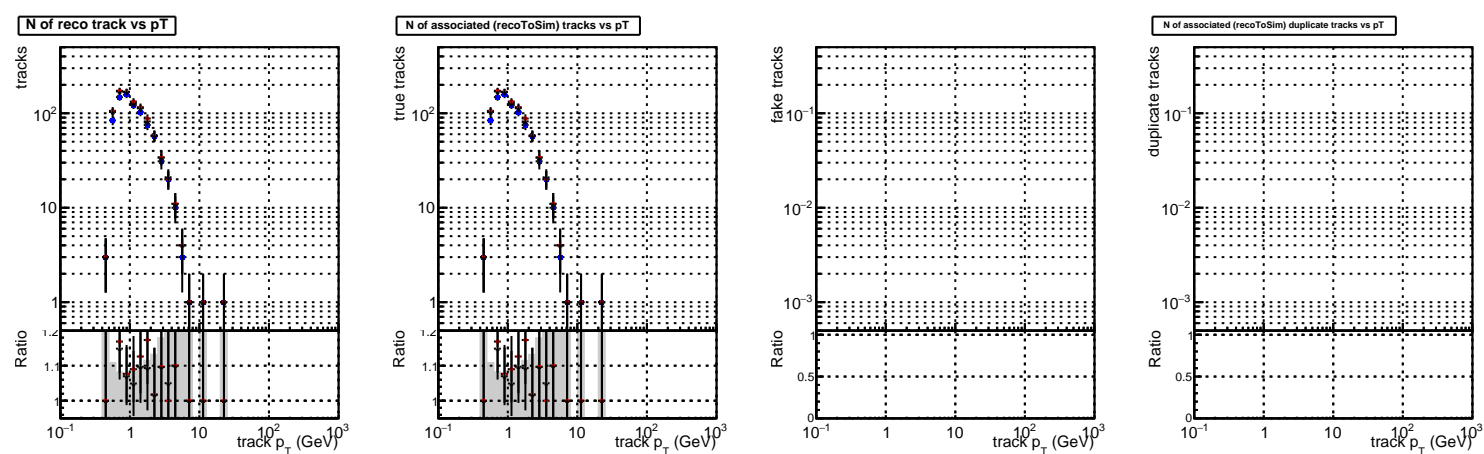 N of reco track vs pT
tracks
10²
10
1
Ratio
1.2
1.1
1
10⁻¹ 1 10 10² 10³
track p_T (GeV)
N of associated (recoToSim) tracks vs pT
true tracks
10²
10
1
Ratio
1.2
1.1
1
10⁻¹ 1 10 10² 10³
track p_T (GeV)
fake tracks
10⁻¹
10⁻²
10⁻³
Ratio
1
0.5
0
10⁻¹ 1 10 10² 10³
track p_T (GeV)
N of associated (recoToSim) duplicate tracks vs pT
duplicate tracks
10⁻¹
10⁻²
10⁻³
Ratio
1
0.5
0
10⁻¹ 1 10 10² 10³
track p_T (GeV)